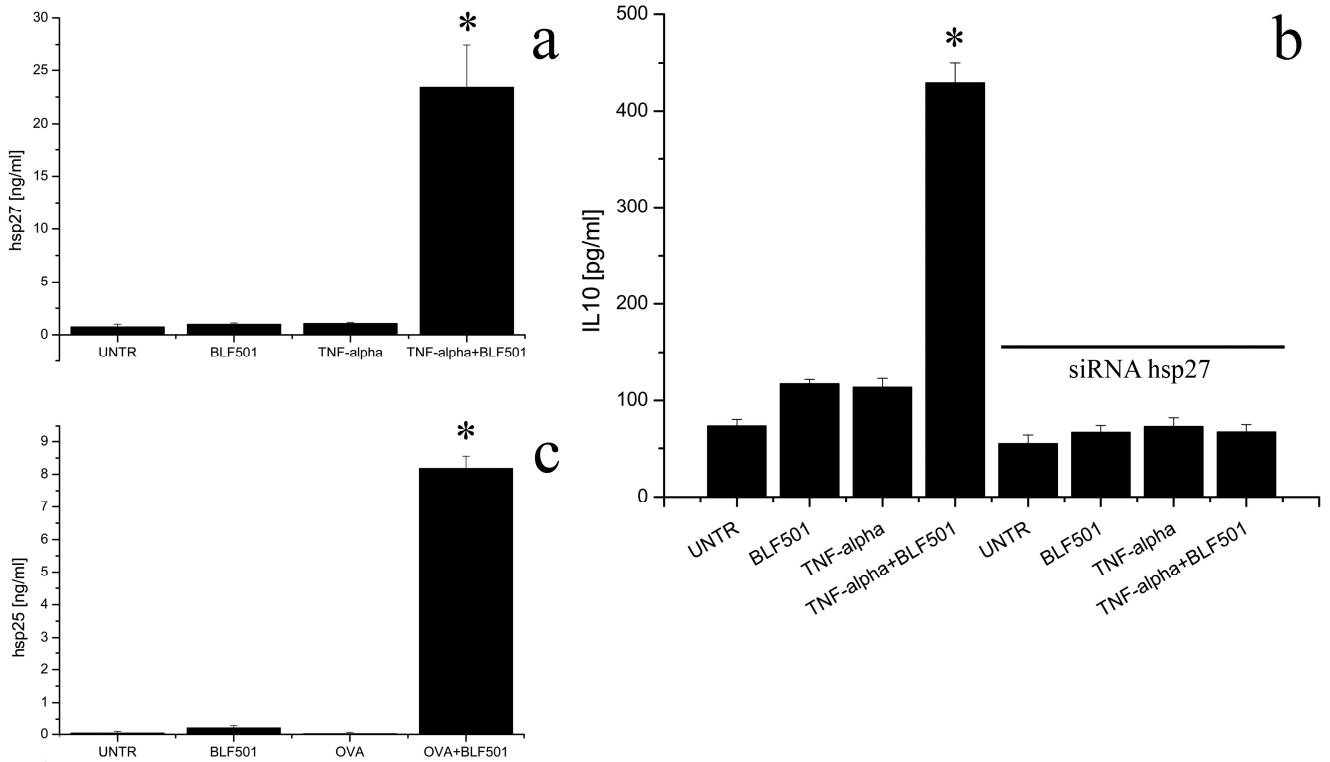 a
*
hsp27 [ng/ml]
30
25
20
15
10
5
0
UNTR BLF501 TNF-alpha TNF-alpha+BLF501
b
*
IL10 [pg/ml]
500
400
300
200
100
0
siRNA hsp27
UNTR BLF501 TNF-alpha TNF-alpha+BLF501 UNTR BLF501 TNF-alpha TNF-alpha+BLF501
c
*
hsp25 [ng/ml]
9
8
7
6
5
4
3
2
1
0
UNTR BLF501 OVA OVA+BLF501